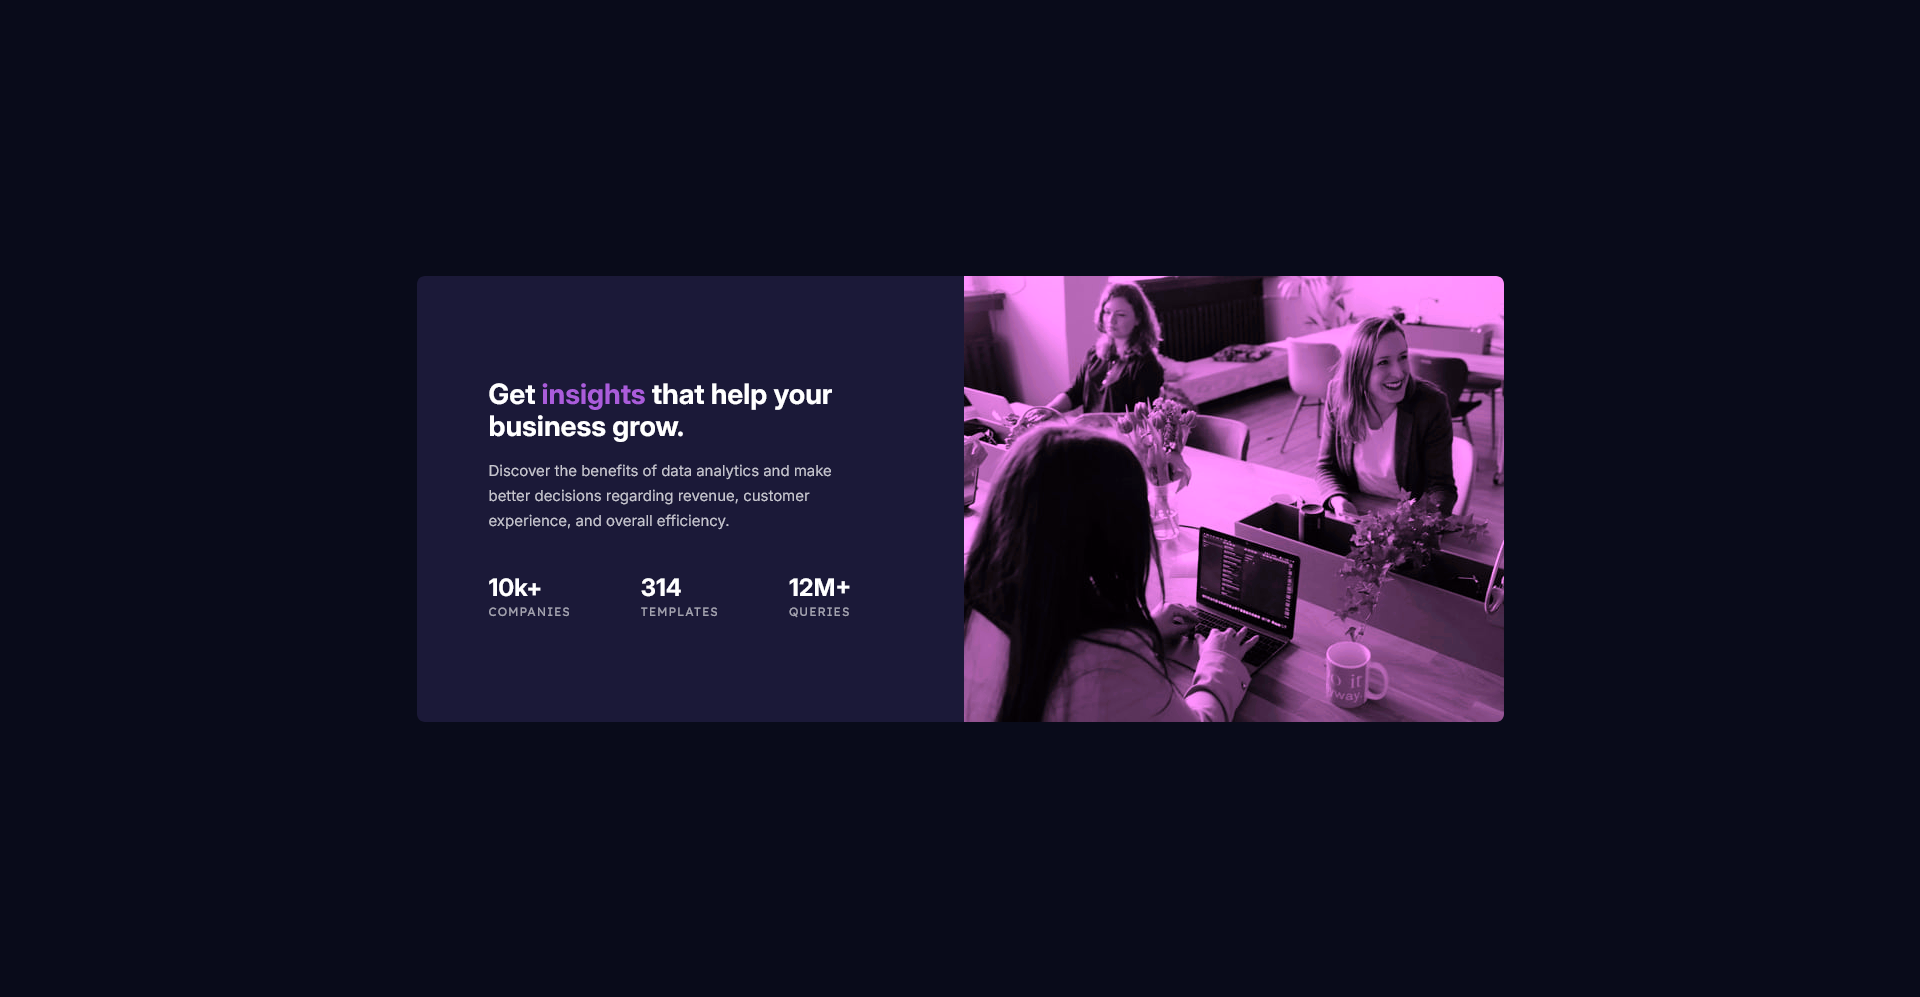 Get insights that help your
business grow.
Discover the benefits of data analytics and make
better decisions regarding revenue, customer
experience, and overall efficiency.
10k+ 314 12M+
COMPANIES TEMPLATES QUERIES